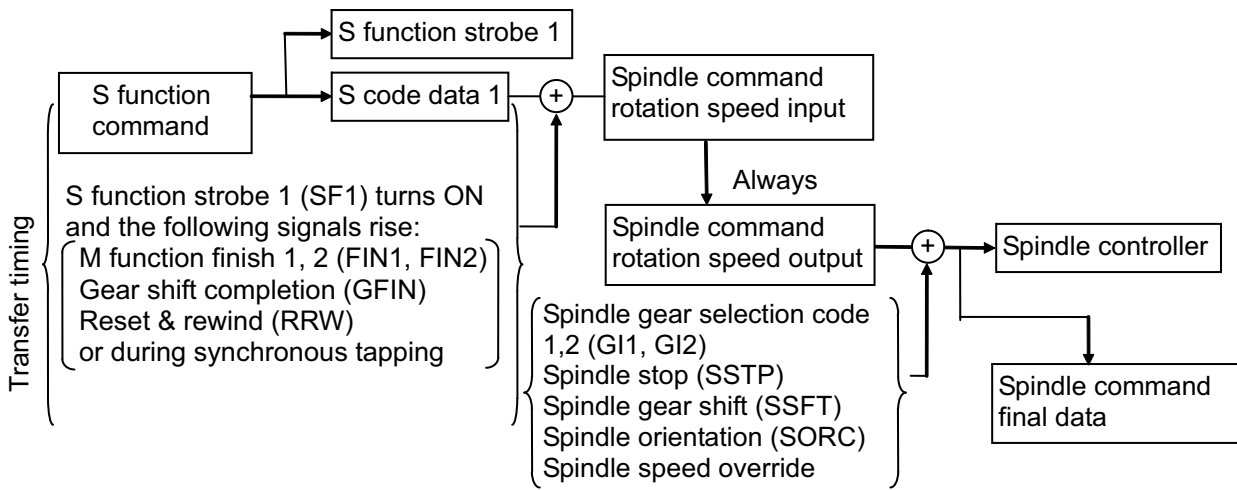 S function strobe 1
S function
command
S code data 1
+
Spindle command
rotation speed input
Transfer timing
S function strobe 1 (SF1) turns ON
and the following signals rise:
M function finish 1, 2 (FIN1, FIN2)
Gear shift completion (GFIN)
Reset & rewind (RRW)
or during synchronous tapping
Always
Spindle command
rotation speed output
+
Spindle controller
Spindle gear selection code
1,2 (GI1, GI2)
Spindle stop (SSTP)
Spindle gear shift (SSFT)
Spindle orientation (SORC)
Spindle speed override
Spindle command
final data